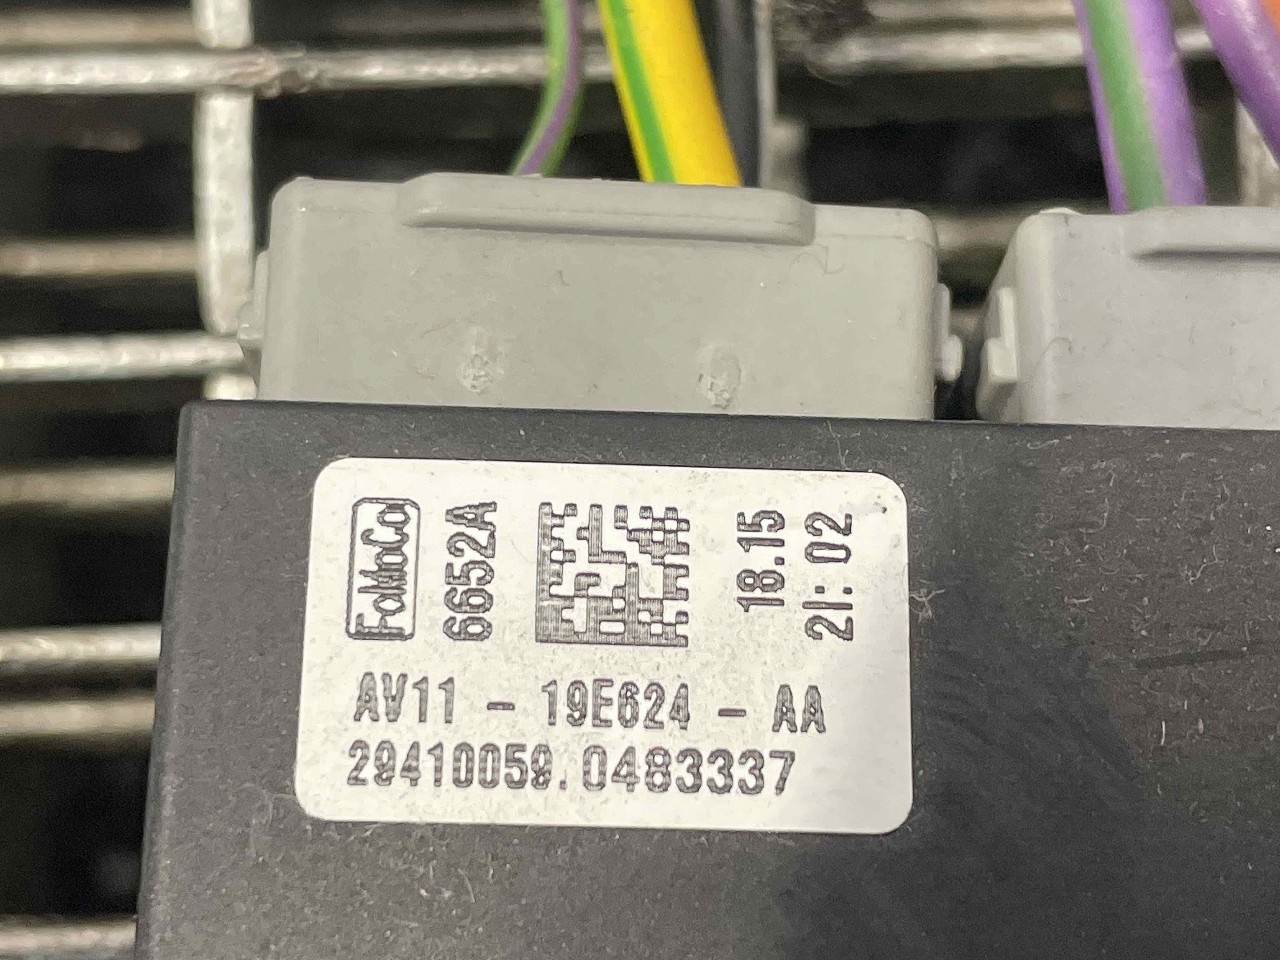 FoMoCo
6652A
18.15
21:02
AV11 - 19E624 - AA
29410059.0483337